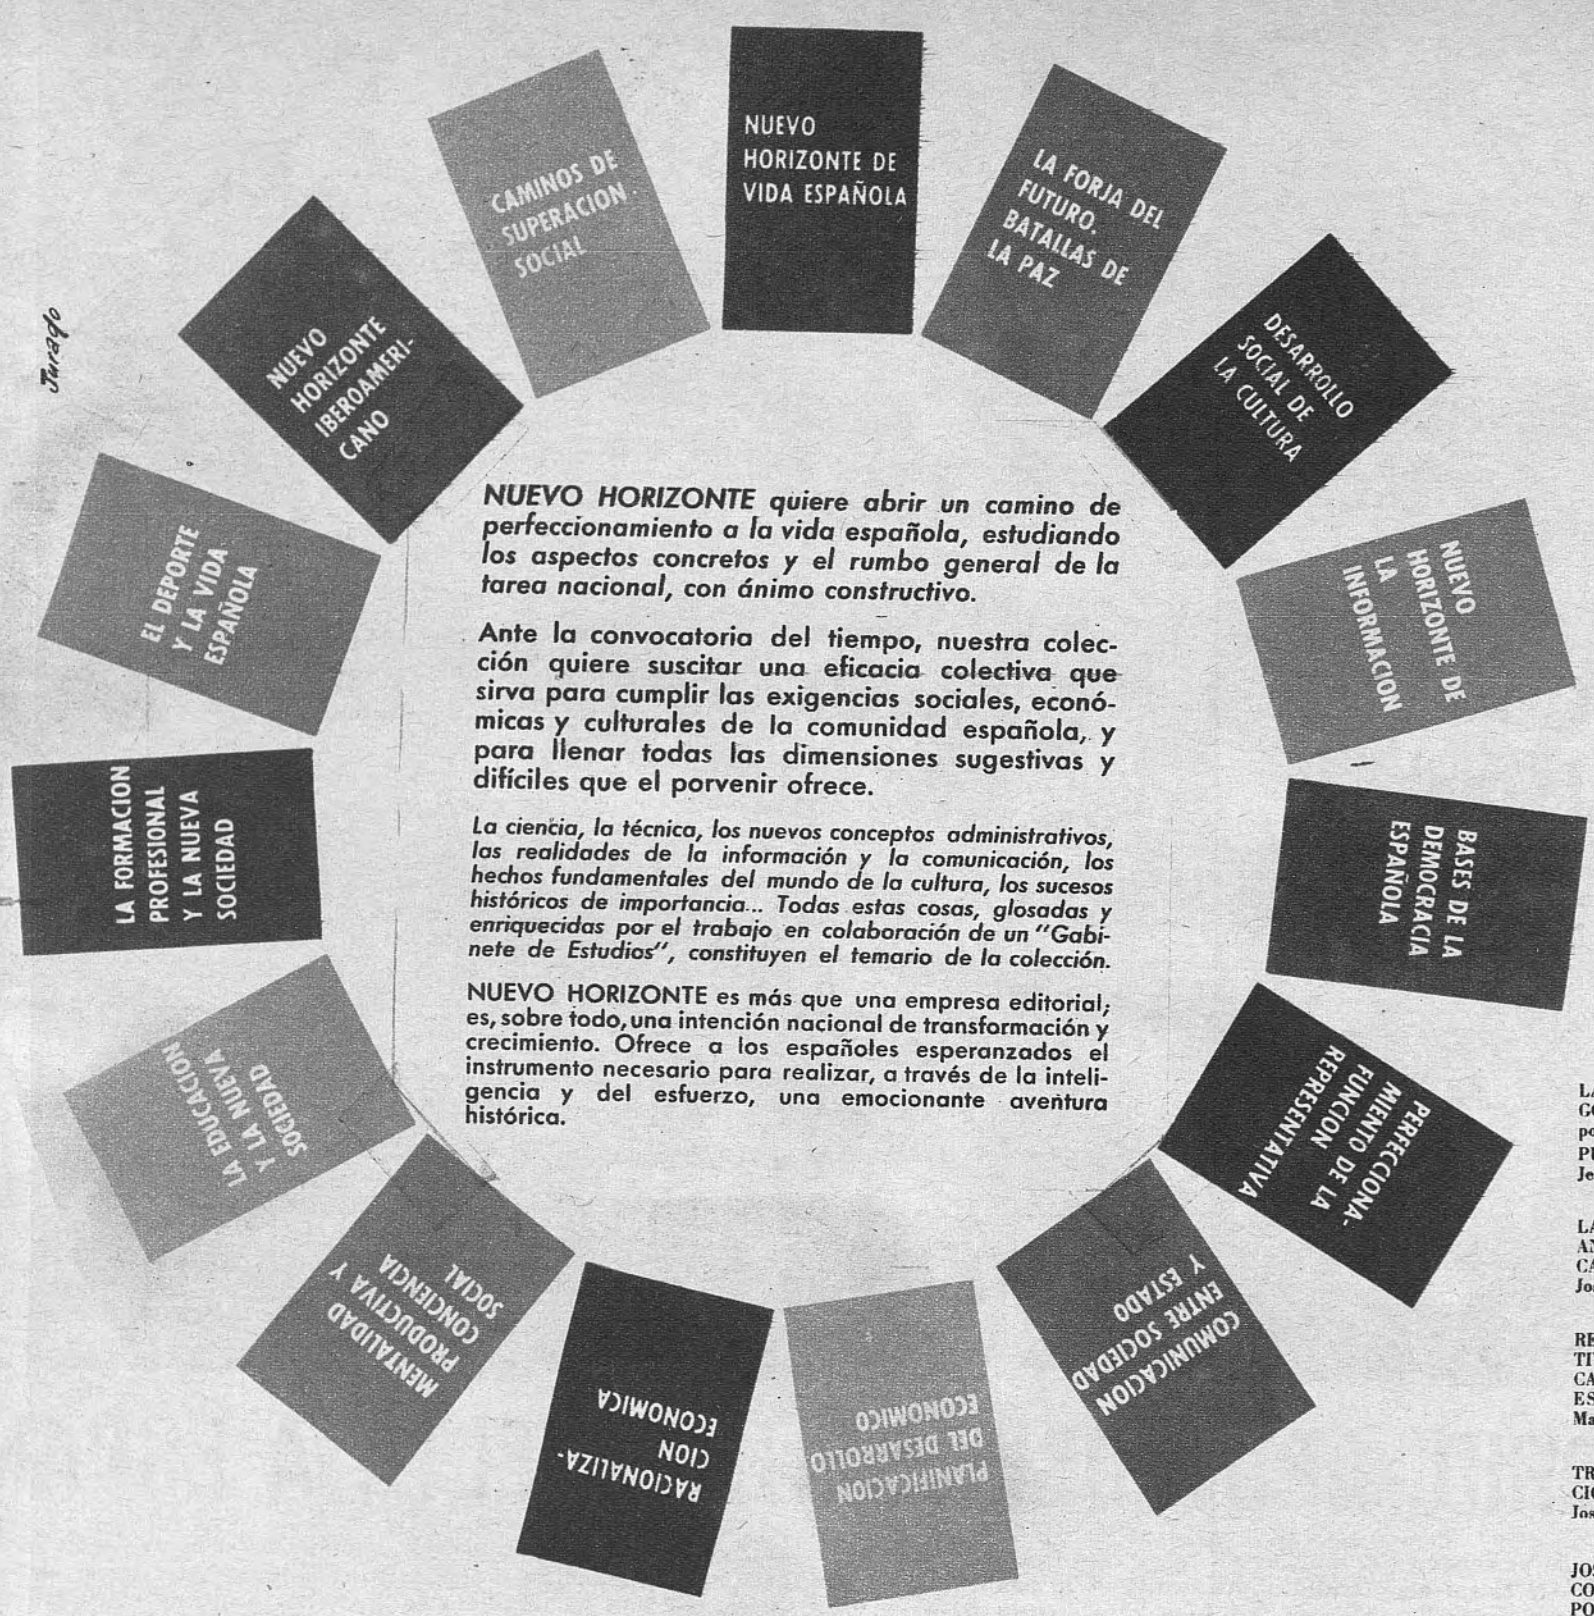 NUEVO
HORIZONTE DE
VIDA ESPAÑOLA
LA FORJA DEL
FUTURO.
BATALLAS DE
LA PAZ
DESARROLLO
SOCIAL DE
LA CULTURA
NUEVO
HORIZONTE DE
LA
INFORMACION
BASES DE LA
DEMOCRACIA
ESPAÑOLA
PERFECCIONA-
MIENTO DE LA
FUNCION
REPRESENTATIVA
COMUNICACION
ENTRE SOCIEDAD
Y ESTADO
PLANIFICACION
DEL DESARROLLO
ECONOMICO
RACIONALIZA-
CION
ECONOMICA
MENTALIDAD
PRODUCTIVA Y
CONCIENCIA
SOCIAL
LA EDUCACION
Y LA NUEVA
SOCIEDAD
LA FORMACION
PROFESIONAL
Y LA NUEVA
SOCIEDAD
EL DEPORTE
Y LA VIDA
ESPAÑOLA
NUEVO
HORIZONTE
IBEROAMERI-
CANO
CAMINOS DE
SUPERACION
SOCIAL
Jurado
NUEVO HORIZONTE quiere abrir un camino de
perfeccionamiento a la vida española, estudiando
los aspectos concretos y el rumbo general de la
tarea nacional, con ánimo constructivo.
Ante la convocatoria del tiempo, nuestra colec-
ción quiere suscitar una eficacia colectiva que
sirva para cumplir las exigencias sociales, econó-
micas y culturales de la comunidad española, y
para llenar todas las dimensiones sugestivas y
difíciles que el porvenir ofrece.
La ciencia, la técnica, los nuevos conceptos administrativos,
las realidades de la información y la comunicación, los
hechos fundamentales del mundo de la cultura, los sucesos
históricos de importancia... Todas estas cosas, glosadas y
enriquecidas por el trabajo en colaboración de un "Gabi-
nete de Estudios", constituyen el temario de la colección.
NUEVO HORIZONTE es más que una empresa editorial;
es, sobre todo, una intención nacional de transformación y
crecimiento. Ofrece a los españoles esperanzados el
instrumento necesario para realizar, a través de la inteli-
gencia y del esfuerzo, una emocionante aventura
histórica.